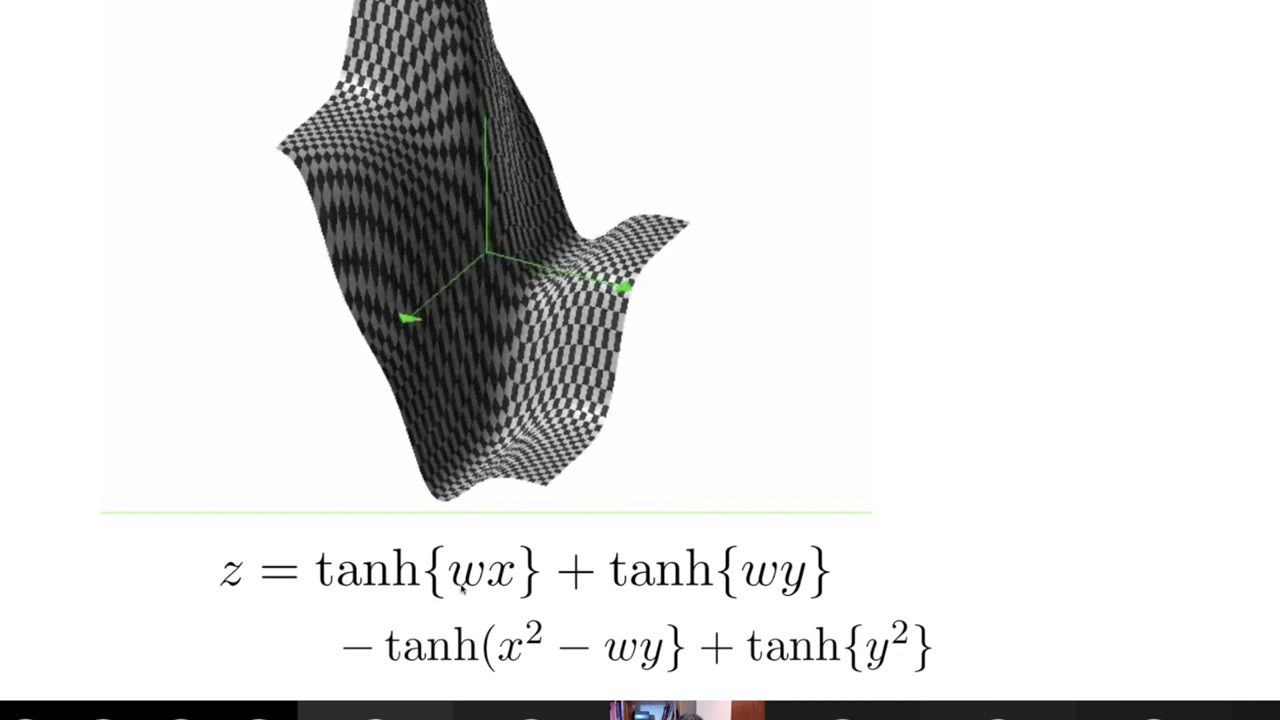 z = tanh{wx} + tanh{wy}
− tanh(x² − wy} + tanh{y²}